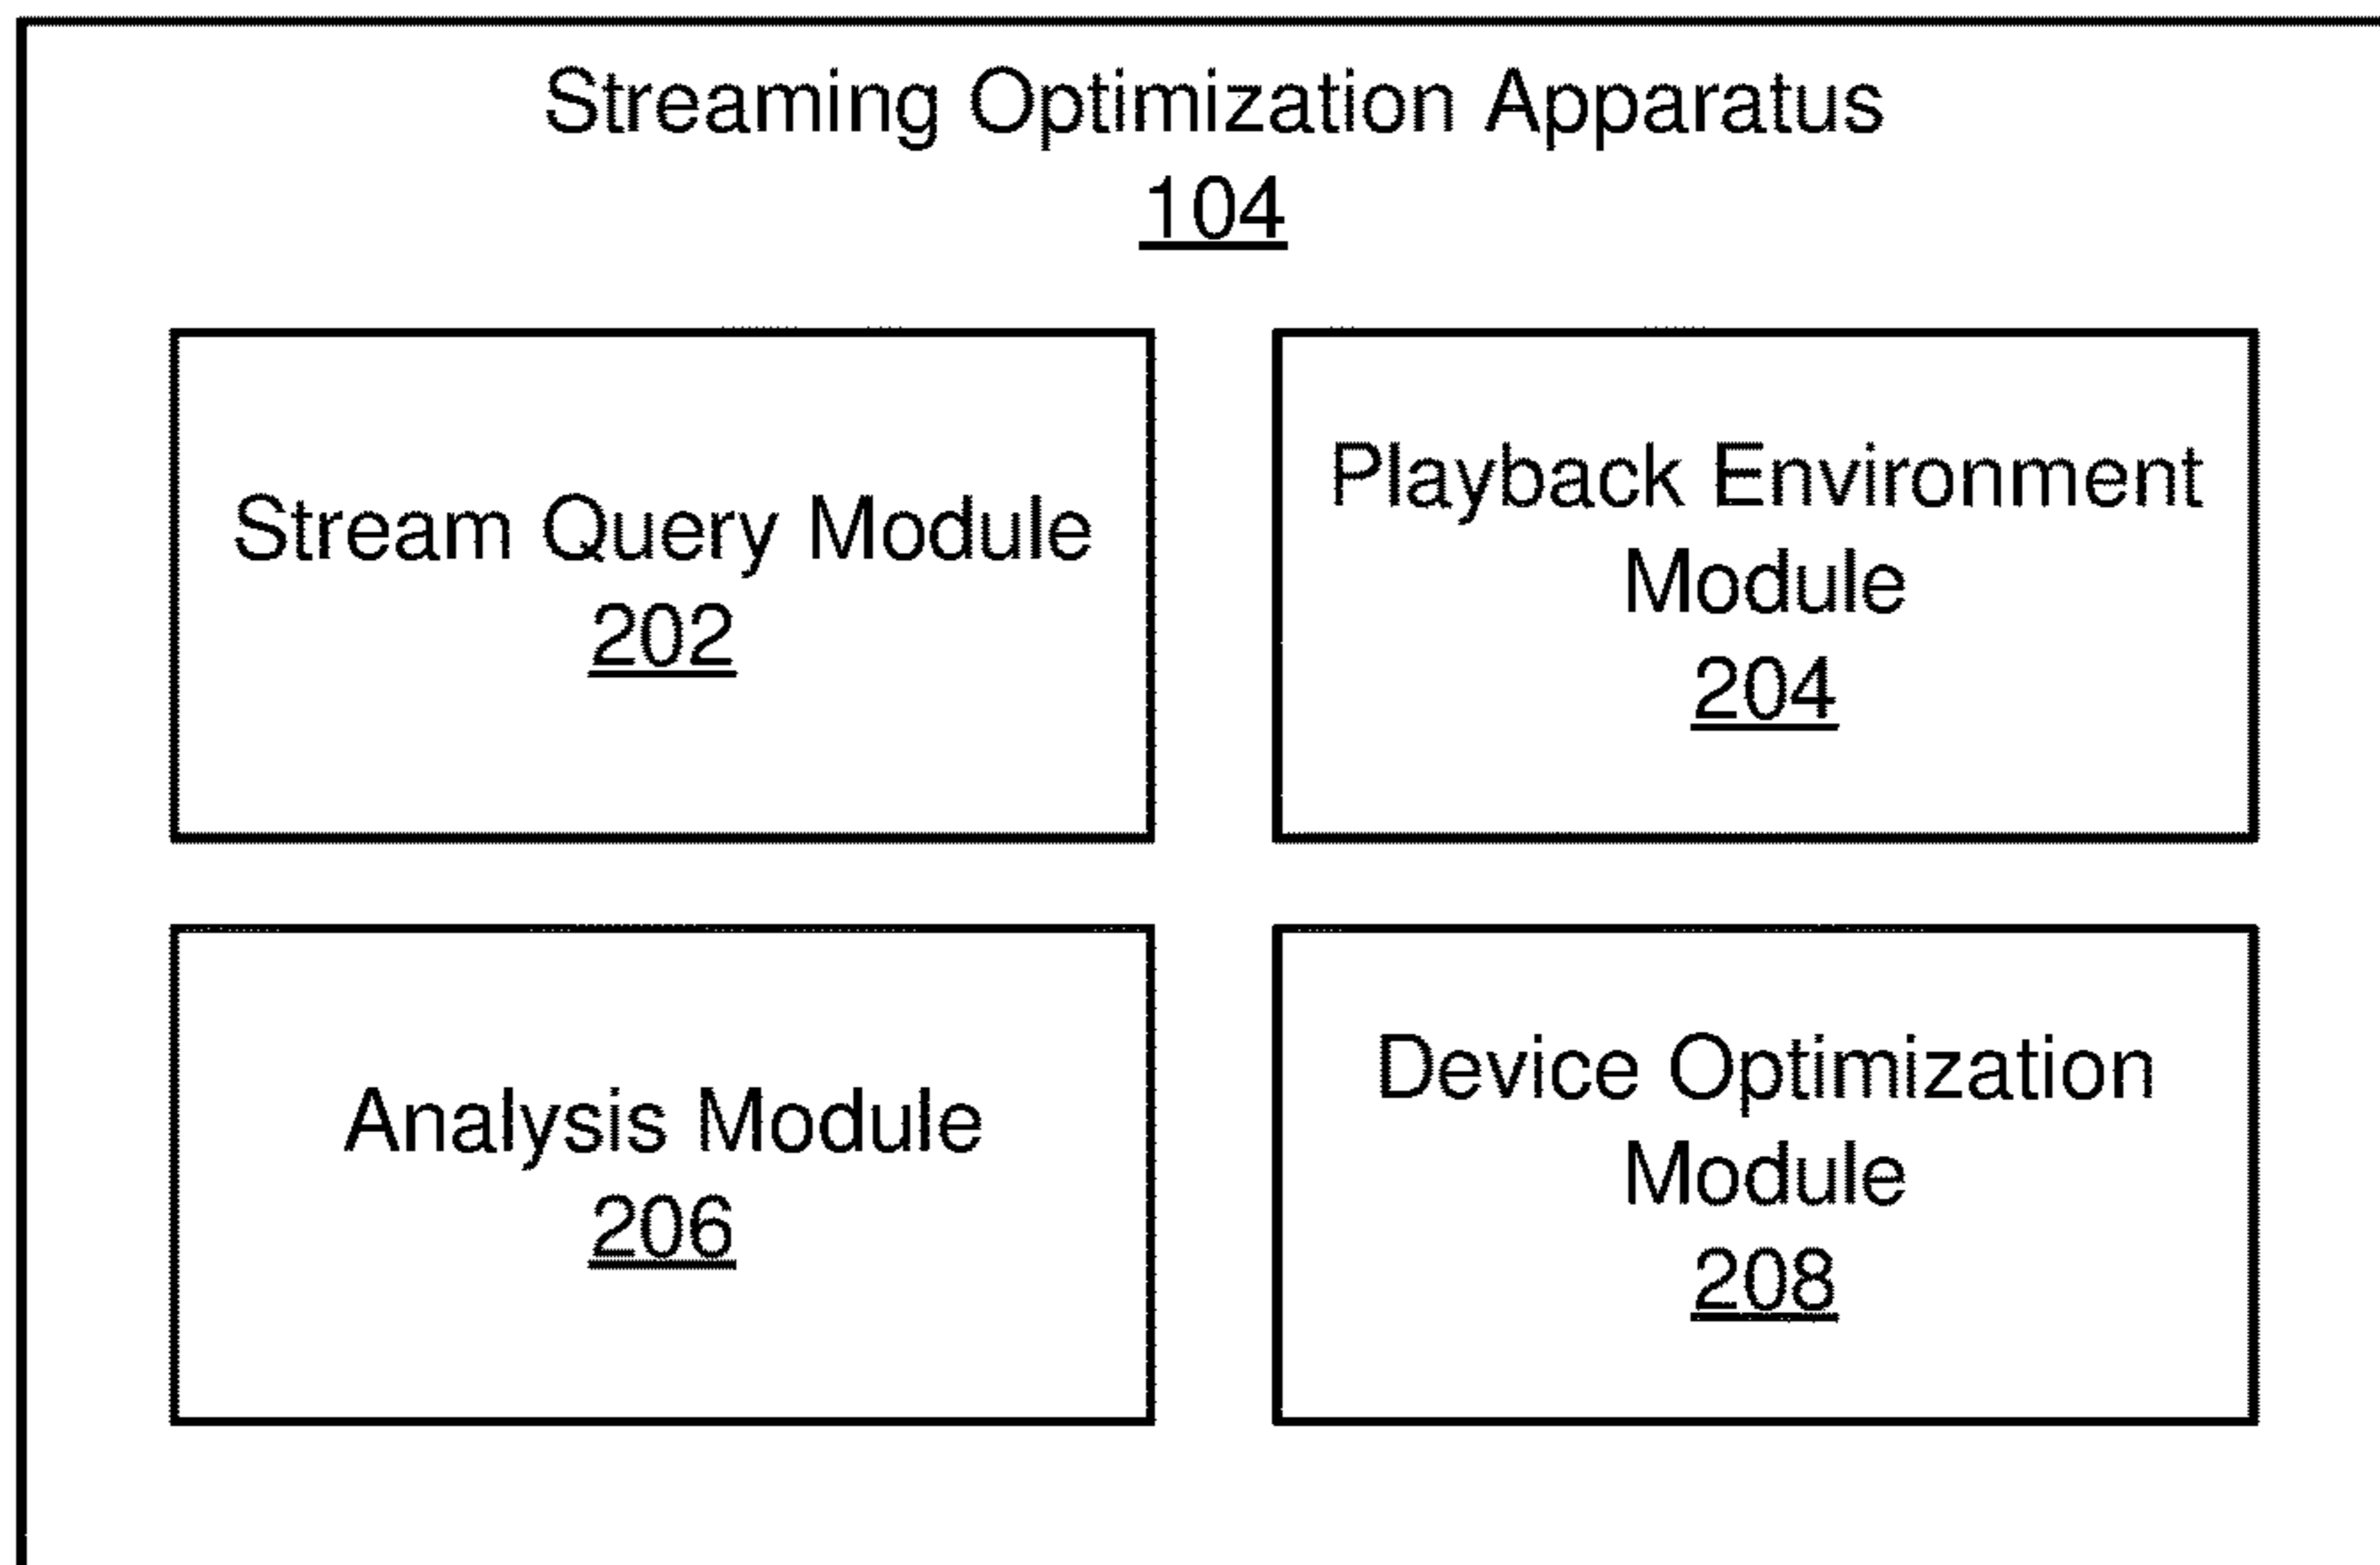 Streaming Optimization Apparatus
104
Stream Query Module
202
Playback Environment
Module
204
Analysis Module
206
Device Optimization
Module
208